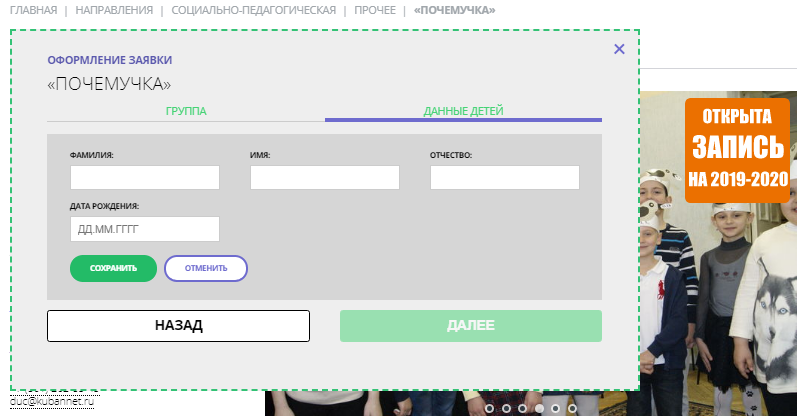 ГЛАВНАЯ | НАПРАВЛЕНИЯ | СОЦИАЛЬНО-ПЕДАГОГИЧЕСКАЯ | ПРОЧЕЕ | «ПОЧЕМУЧКА»
ОФОРМЛЕНИЕ ЗАЯВКИ
«ПОЧЕМУЧКА»
ГРУППА ДАННЫЕ ДЕТЕЙ
ФАМИЛИЯ: ИМЯ: ОТЧЕСТВО:
ДАТА РОЖДЕНИЯ:
ДД.ММ.ГГГГ
СОХРАНИТЬ ОТМЕНИТЬ
НАЗАД ДАЛЕЕ
ОТКРЫТА
ЗАПИСЬ
НА 2019-2020
duc@kubannet.ru